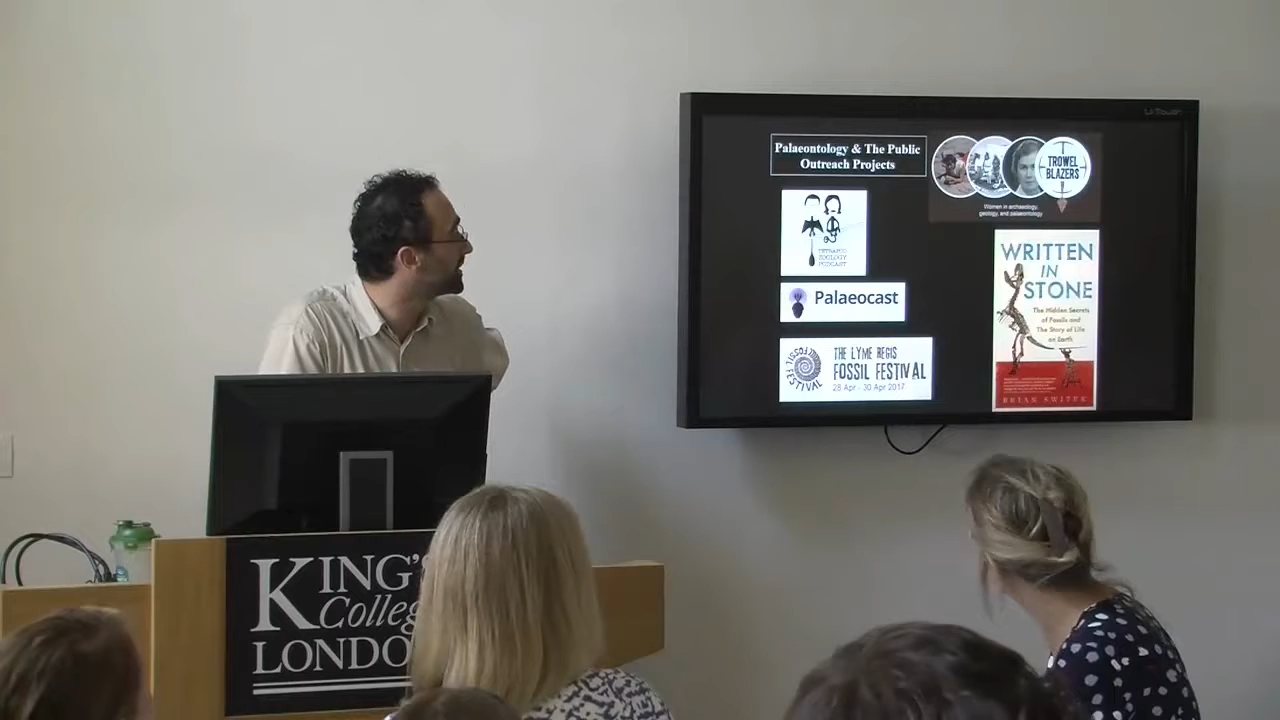 Palaeontology & The Public
Outreach Projects
TROWEL
BLAZERS
Women in archaeology,
geology, and palaeontology
TETRAPOD
ZOOLOGY
PODCAST
Palaeocast
FOSSIL FESTIVAL
THE LYME REGIS
FOSSIL FESTIVAL
28 Apr - 30 Apr 2017
WRITTEN
IN
STONE
The Hidden Secrets
of Fossils and
The Story of Life
on Earth
BRIAN SWITEK
KING'S
College
LONDO